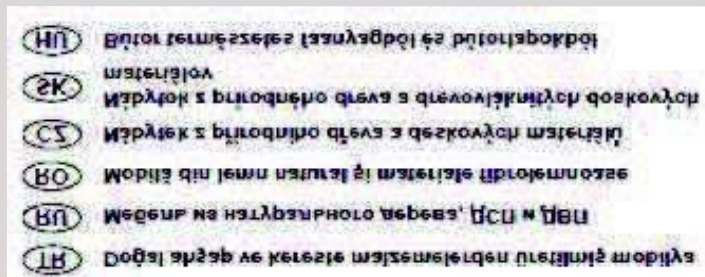 TR Doğal ahşap ve kereste malzemelerden üretilmiş mobilya
RU Мебель из натурального дерева, ДСП и ДВП
RO Mobilă din lemn natural şi materiale fibrolemnoase
CZ Nábytek z přírodního dřeva a deskových materiálů
SK Nábytok z prírodného dreva a drevovláknitých doskových
materiálov
HU Bútor természetes faanyagból és bútorlapokból